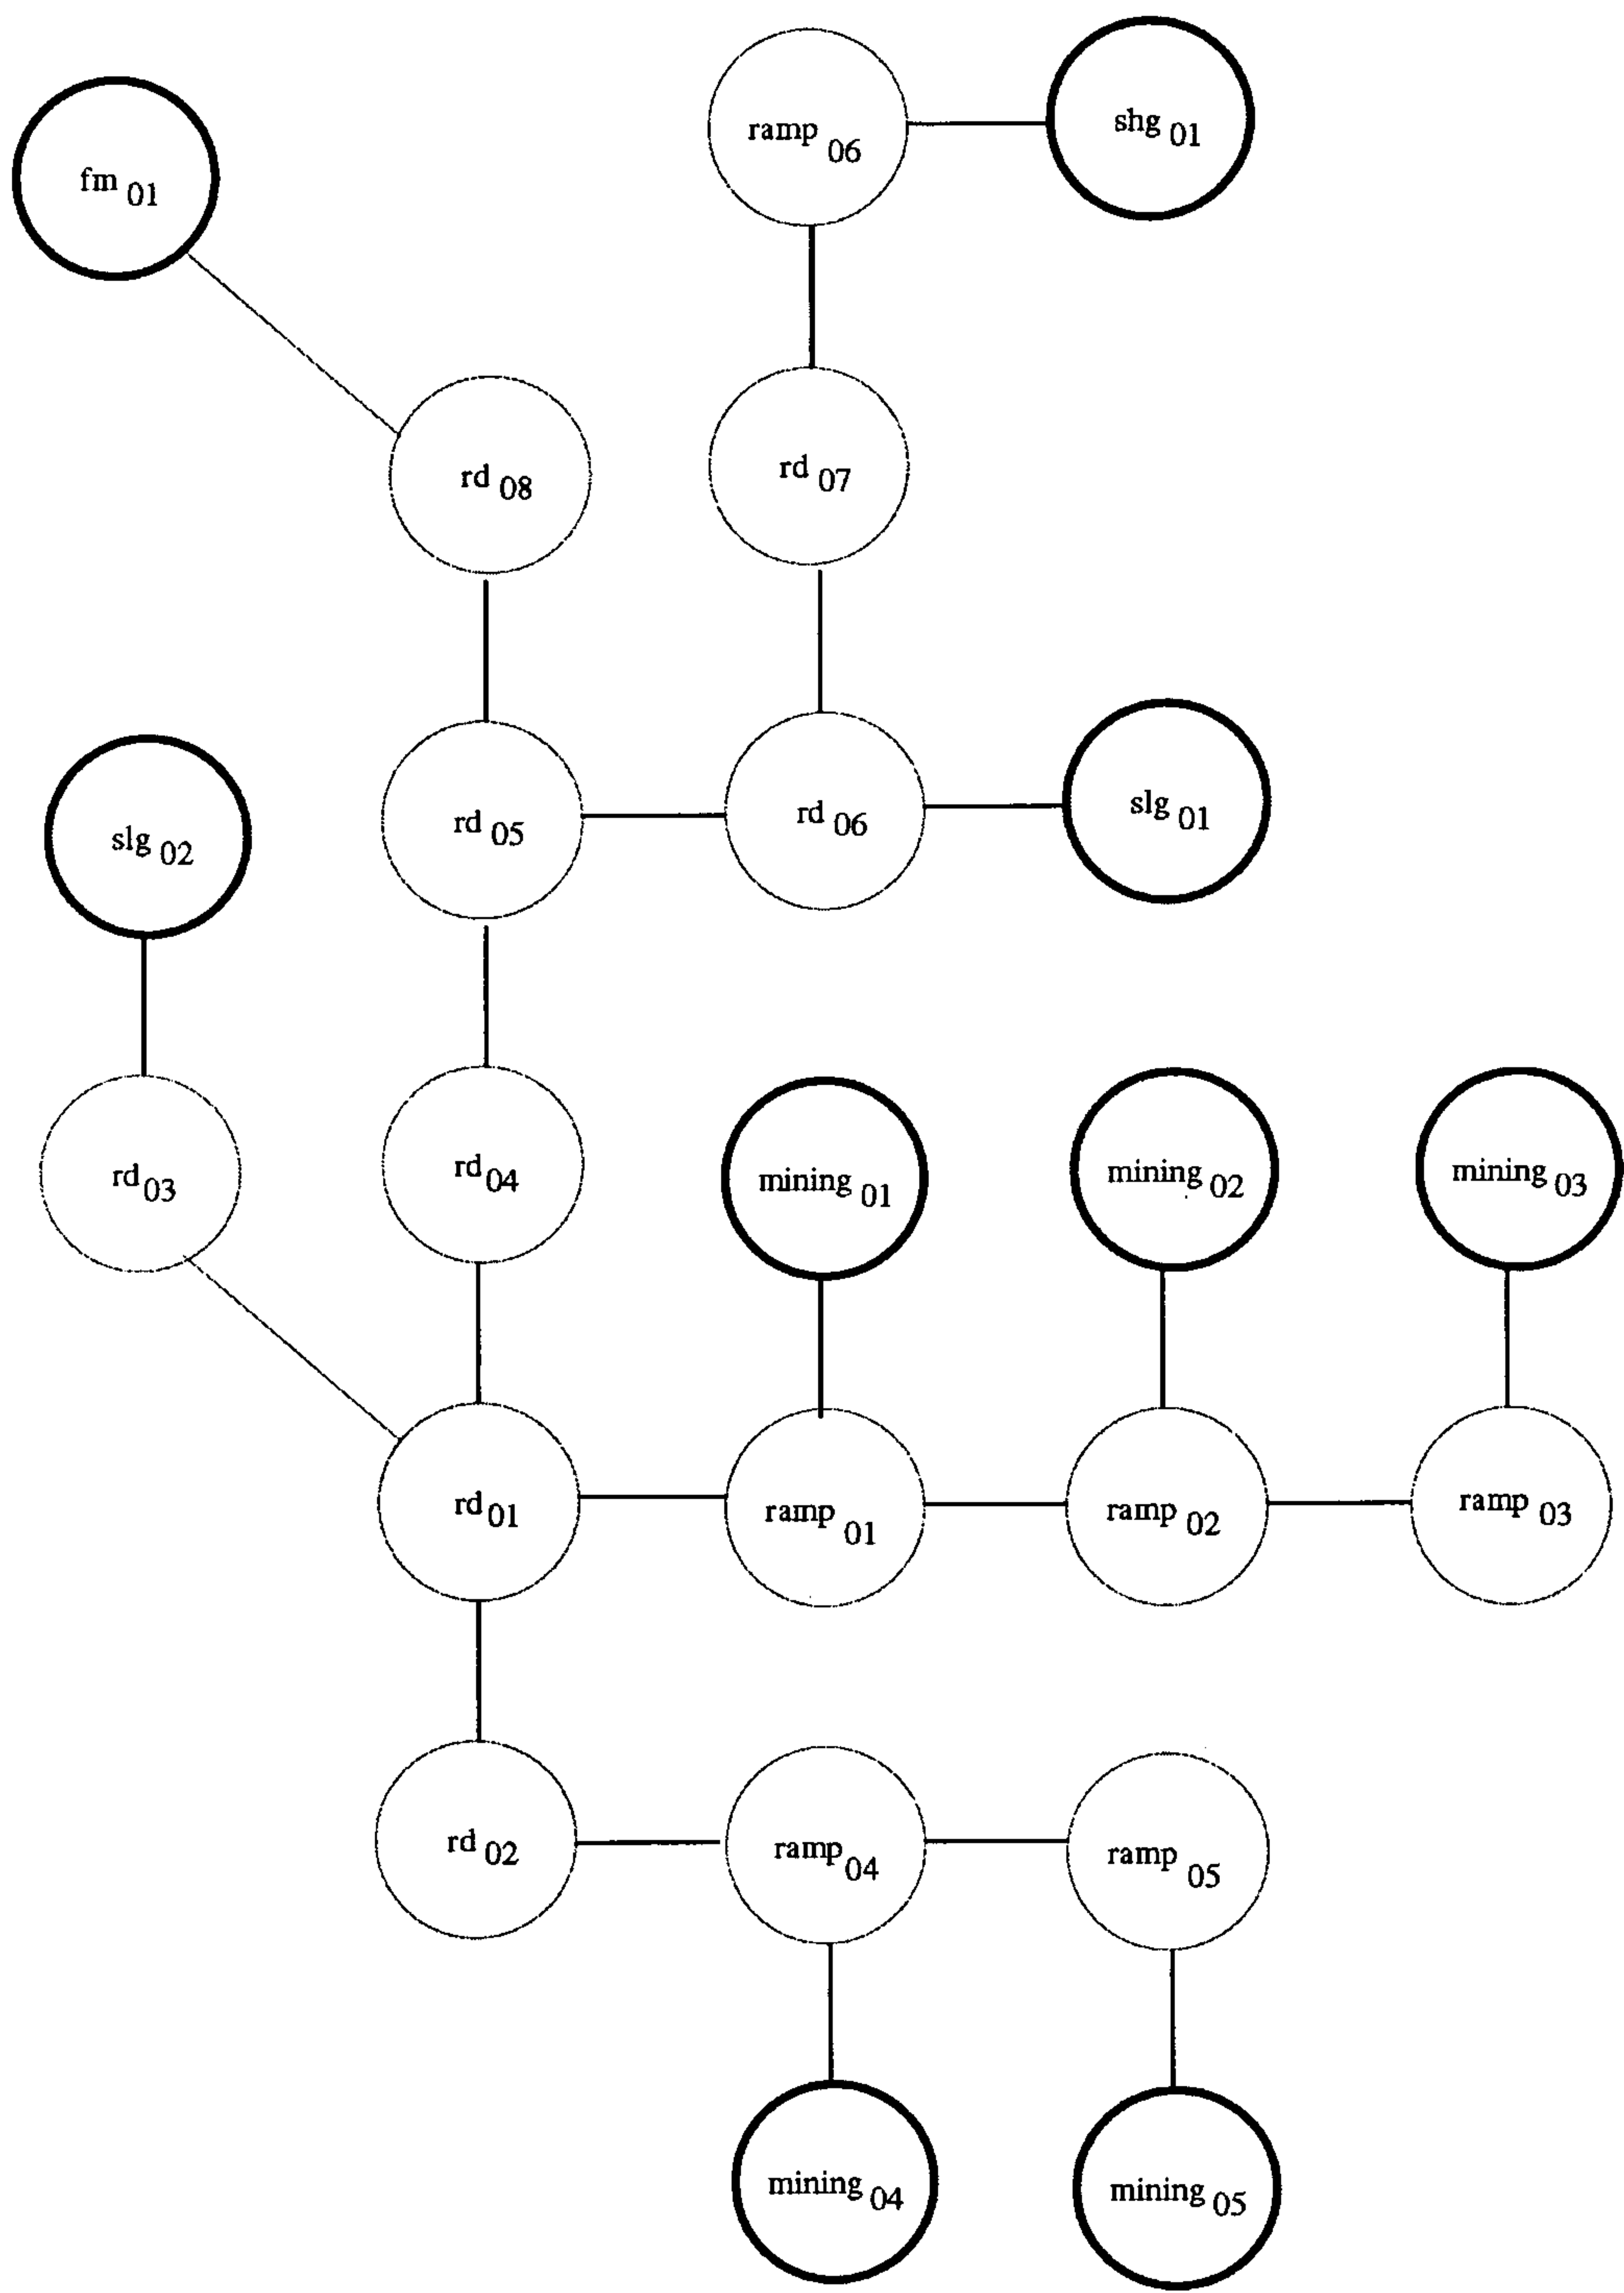 ramp 06
shg 01
fm 01
rd 08
rd 07
slg 02
rd 05
rd 06
slg 01
rd 03
rd 04
mining 01
mining 02
mining 03
rd 01
ramp 01
ramp 02
ramp 03
rd 02
ramp 04
ramp 05
mining 04
mining 05